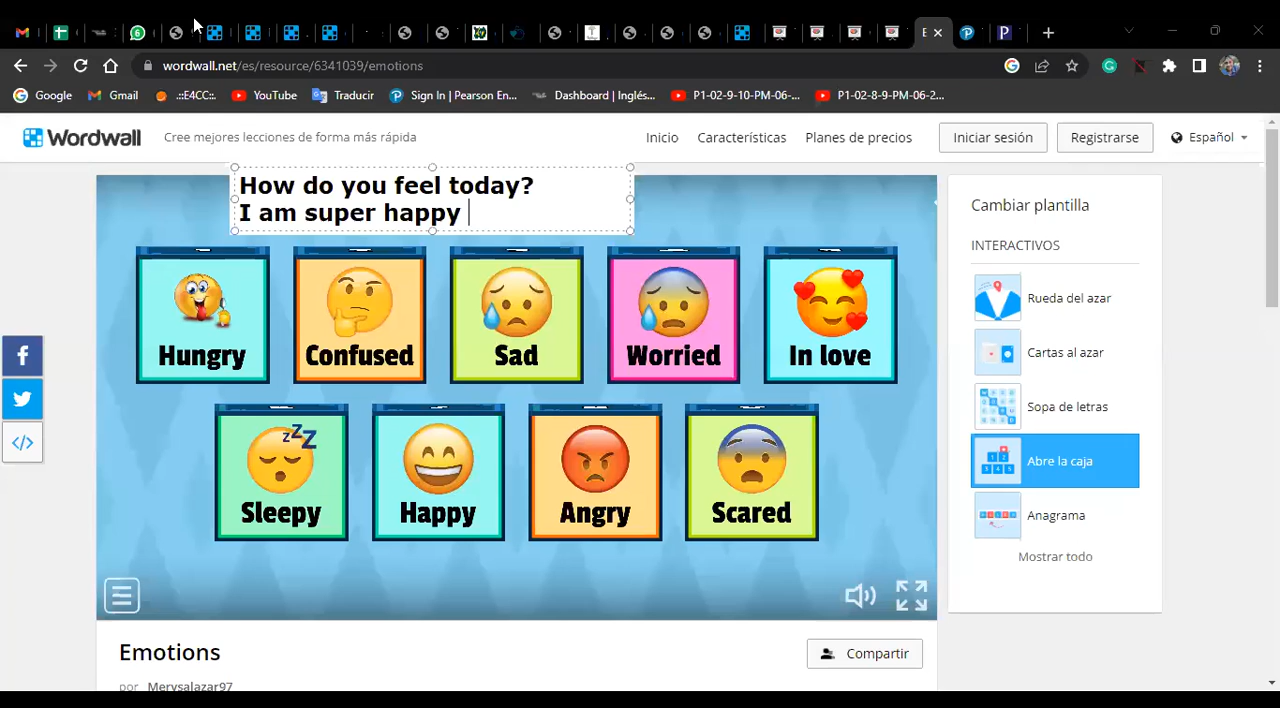 6
E
wordwall.net/es/resource/6341039/emotions
Google
Gmail
.::E4CC::.
YouTube
Traducir
Sign In | Pearson En...
Dashboard | Inglés...
P1-02-9-10-PM-06-...
P1-02-8-9-PM-06-2...
Wordwall
Cree mejores lecciones de forma más rápida
Inicio
Características
Planes de precios
Iniciar sesión
Registrarse
Español
How do you feel today?
I am super happy
Hungry
Confused
Sad
Worried
In love
Sleepy
Happy
Angry
Scared
Cambiar plantilla
INTERACTIVOS
Rueda del azar
Cartas al azar
Sopa de letras
Abre la caja
Anagrama
Mostrar todo
Emotions
Compartir
por Merysalazar97